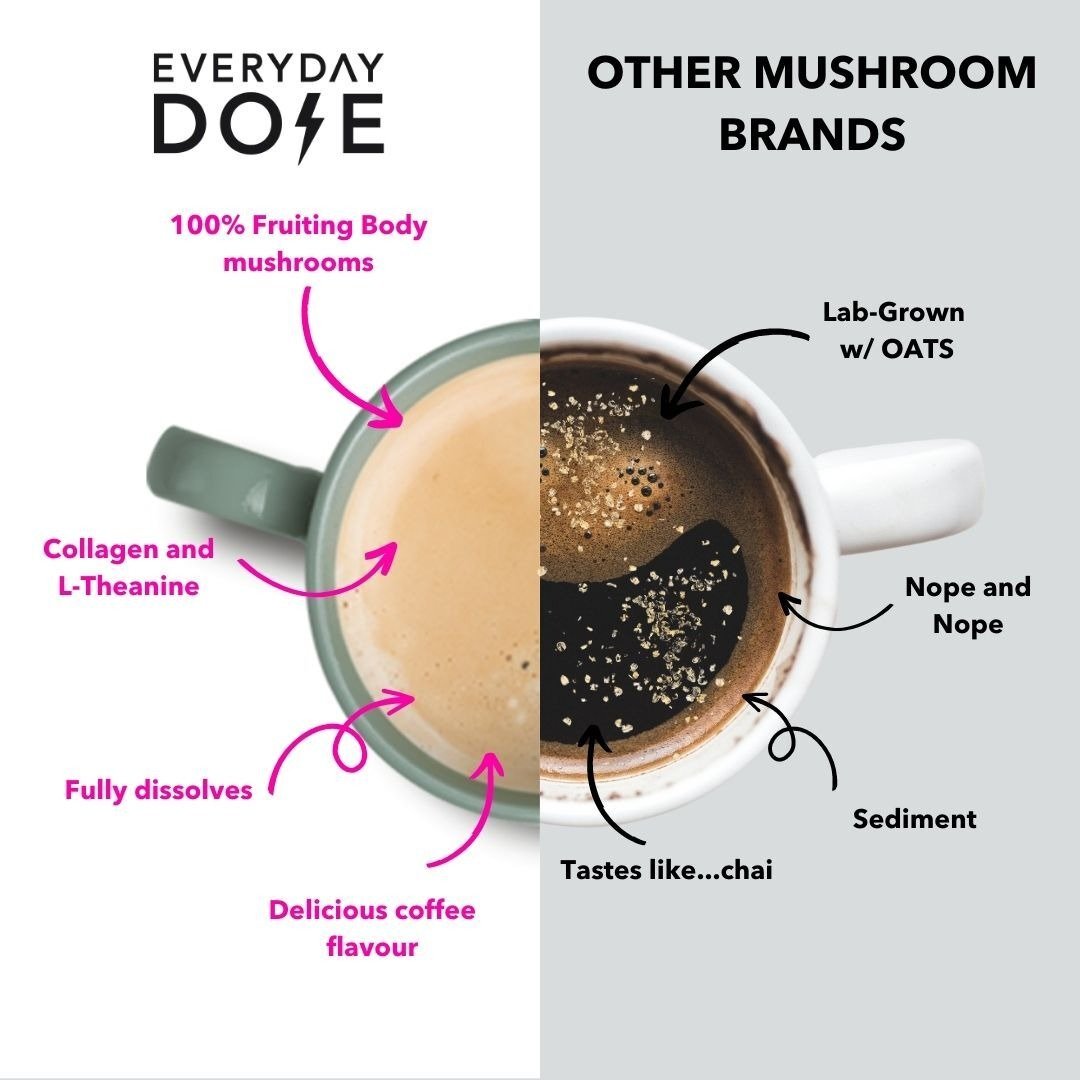 EVERYDAY
DOSE
100% Fruiting Body
mushrooms
Collagen and
L-Theanine
Fully dissolves
Delicious coffee
flavour
OTHER MUSHROOM
BRANDS
Lab-Grown
w/ OATS
Nope and
Nope
Sediment
Tastes like...chai